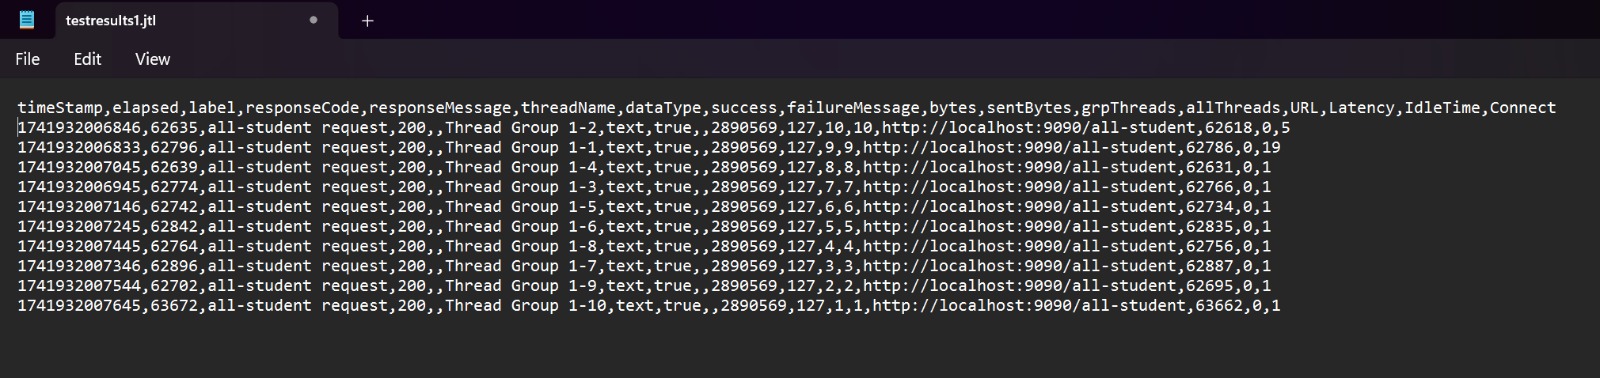 testresults1.jtl
File Edit View
timeStamp,elapsed,label,responseCode,responseMessage,threadName,dataType,success,failureMessage,bytes,sentBytes,grpThreads,allThreads,URL,Latency,IdleTime,Connect
1741932006846,62635,all-student request,200,,Thread Group 1-2,text,true,,2890569,127,10,10,http://localhost:9090/all-student,62618,0,5
1741932006833,62796,all-student request,200,,Thread Group 1-1,text,true,,2890569,127,9,9,http://localhost:9090/all-student,62786,0,19
1741932007045,62639,all-student request,200,,Thread Group 1-4,text,true,,2890569,127,8,8,http://localhost:9090/all-student,62631,0,1
1741932006945,62774,all-student request,200,,Thread Group 1-3,text,true,,2890569,127,7,7,http://localhost:9090/all-student,62766,0,1
1741932007146,62742,all-student request,200,,Thread Group 1-5,text,true,,2890569,127,6,6,http://localhost:9090/all-student,62734,0,1
1741932007245,62842,all-student request,200,,Thread Group 1-6,text,true,,2890569,127,5,5,http://localhost:9090/all-student,62835,0,1
1741932007445,62764,all-student request,200,,Thread Group 1-8,text,true,,2890569,127,4,4,http://localhost:9090/all-student,62756,0,1
1741932007346,62896,all-student request,200,,Thread Group 1-7,text,true,,2890569,127,3,3,http://localhost:9090/all-student,62887,0,1
1741932007544,62702,all-student request,200,,Thread Group 1-9,text,true,,2890569,127,2,2,http://localhost:9090/all-student,62695,0,1
1741932007645,63672,all-student request,200,,Thread Group 1-10,text,true,,2890569,127,1,1,http://localhost:9090/all-student,63662,0,1